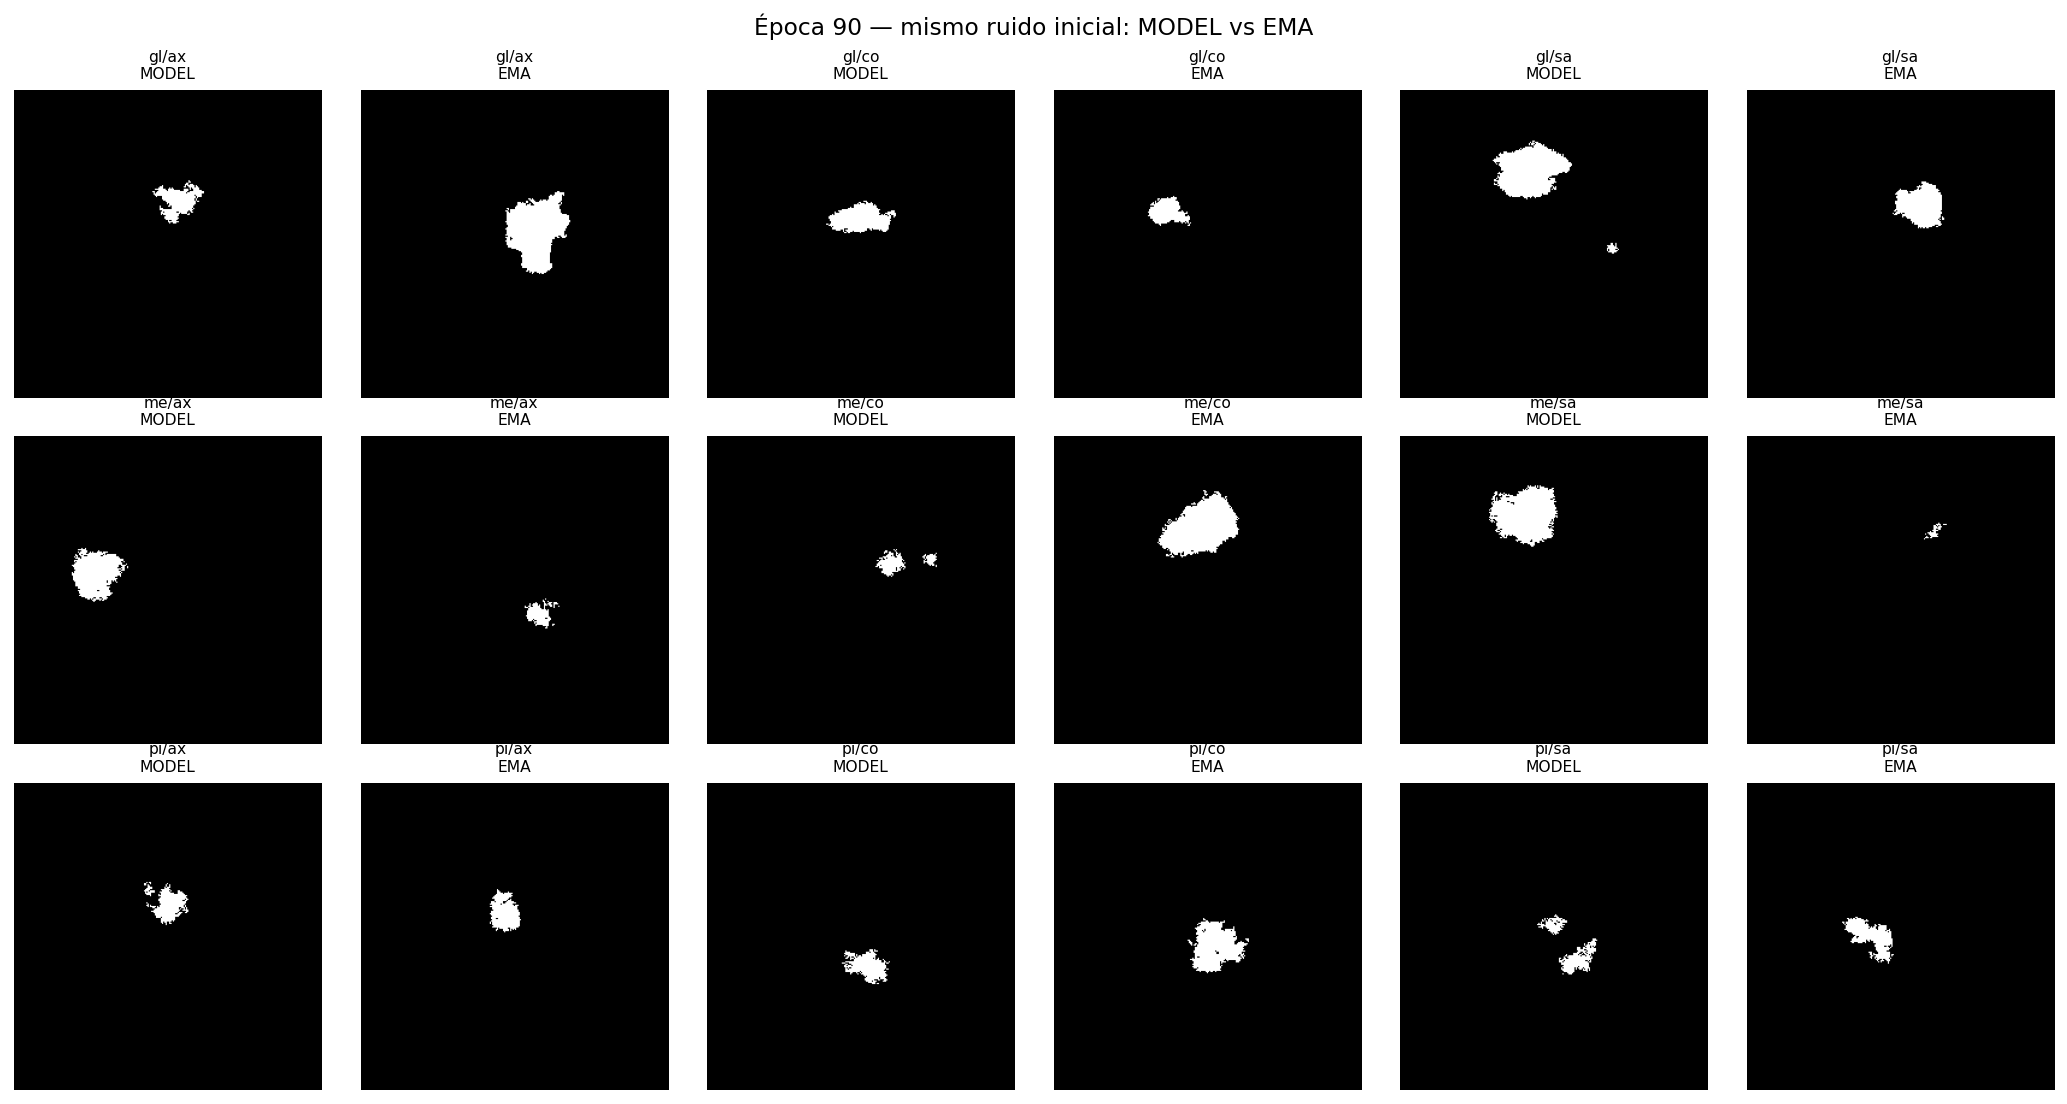 Época 90 — mismo ruido inicial: MODEL vs EMA
gl/ax
MODEL
gl/ax
EMA
gl/co
MODEL
gl/co
EMA
gl/sa
MODEL
gl/sa
EMA
me/ax
MODEL
me/ax
EMA
me/co
MODEL
me/co
EMA
me/sa
MODEL
me/sa
EMA
pi/ax
MODEL
pi/ax
EMA
pi/co
MODEL
pi/co
EMA
pi/sa
MODEL
pi/sa
EMA